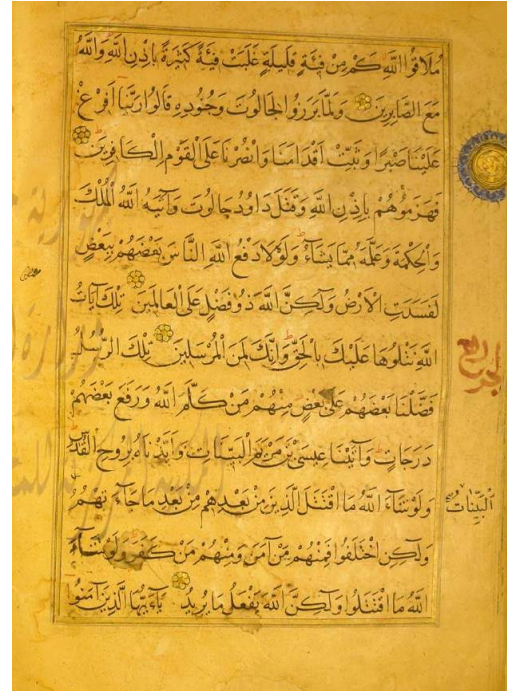 مُلَاقُوا اللَّهِ كَمْ مِنْ فِئَةٍ قَلِيلَةٍ غَلَبَتْ فِئَةً كَثِيرَةً بِإِذْنِ اللَّهِ وَاللَّهُ
مَعَ الصَّابِرِينَ وَلَمَّا بَرَزُوا لِجَالُوتَ وَجُنُودِهِ قَالُوا رَبَّنَا أَفْرِغْ
عَلَيْنَا صَبْرًا وَثَبِّتْ أَقْدَامَنَا وَانْصُرْنَا عَلَى الْقَوْمِ الْكَافِرِينَ
فَهَزَمُوهُمْ بِإِذْنِ اللَّهِ وَقَتَلَ دَاوُدُ جَالُوتَ وَآتَيهُ اللَّهُ الْمُلْكَ
وَالْحِكْمَةَ وَعَلَّمَهُ مِمَّا يَشَاءُ وَلَوْلَا دَفْعُ اللَّهِ النَّاسَ بَعْضَهُمْ بِبَعْضٍ
لَفَسَدَتِ الْأَرْضُ وَلَكِنَّ اللَّهَ ذُو فَضْلٍ عَلَى الْعَالَمِينَ تِلْكَ آيَاتُ
اللَّهِ نَتْلُوهَا عَلَيْكَ بِالْحَقِّ وَإِنَّكَ لَمِنَ الْمُرْسَلِينَ تِلْكَ الرُّسُلُ
فَضَّلْنَا بَعْضَهُمْ عَلَى بَعْضٍ مِنْهُمْ مَنْ كَلَّمَ اللَّهُ وَرَفَعَ بَعْضَهُمْ
دَرَجَاتٍ وَآتَيْنَا عِيسَى بْنَ مَرْيَمَ الْبَيِّنَاتِ وَأَيَّدْنَاهُ بِرُوحِ الْقُدُسِ
وَلَوْ شَاءَ اللَّهُ مَا اقْتَتَلَ الَّذِينَ مِنْ بَعْدِهِمْ مِنْ بَعْدِ مَا جَاءَتْهُمُ
الْبَيِّنَاتُ
وَلَكِنِ اخْتَلَفُوا فَمِنْهُمْ مَنْ آمَنَ وَمِنْهُمْ مَنْ كَفَرَ وَلَوْ شَاءَ
اللَّهُ مَا اقْتَتَلُوا وَلَكِنَّ اللَّهَ يَفْعَلُ مَا يُرِيدُ يَاءَيُّهَا الَّذِينَ آمَنُوا